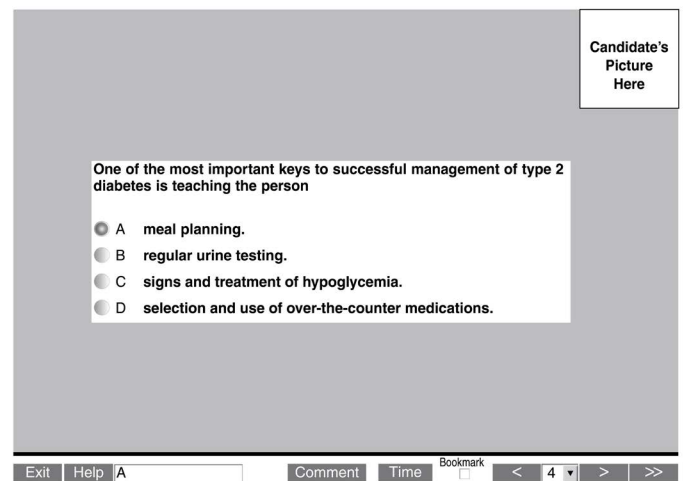 Candidate's
Picture
Here
One of the most important keys to successful management of type 2
diabetes is teaching the person
A meal planning.
B regular urine testing.
C signs and treatment of hypoglycemia.
D selection and use of over-the-counter medications.
Bookmark
Exit Help A Comment Time < 4 > >>